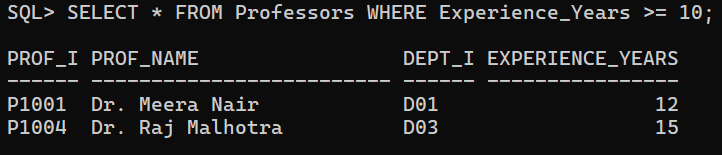 SQL> SELECT * FROM Professors WHERE Experience_Years >= 10;
PROF_I PROF_NAME                 DEPT_I EXPERIENCE_YEARS
------ ------------------------- ------ ----------------
P1001  Dr. Meera Nair            D01                  12
P1004  Dr. Raj Malhotra          D03                  15